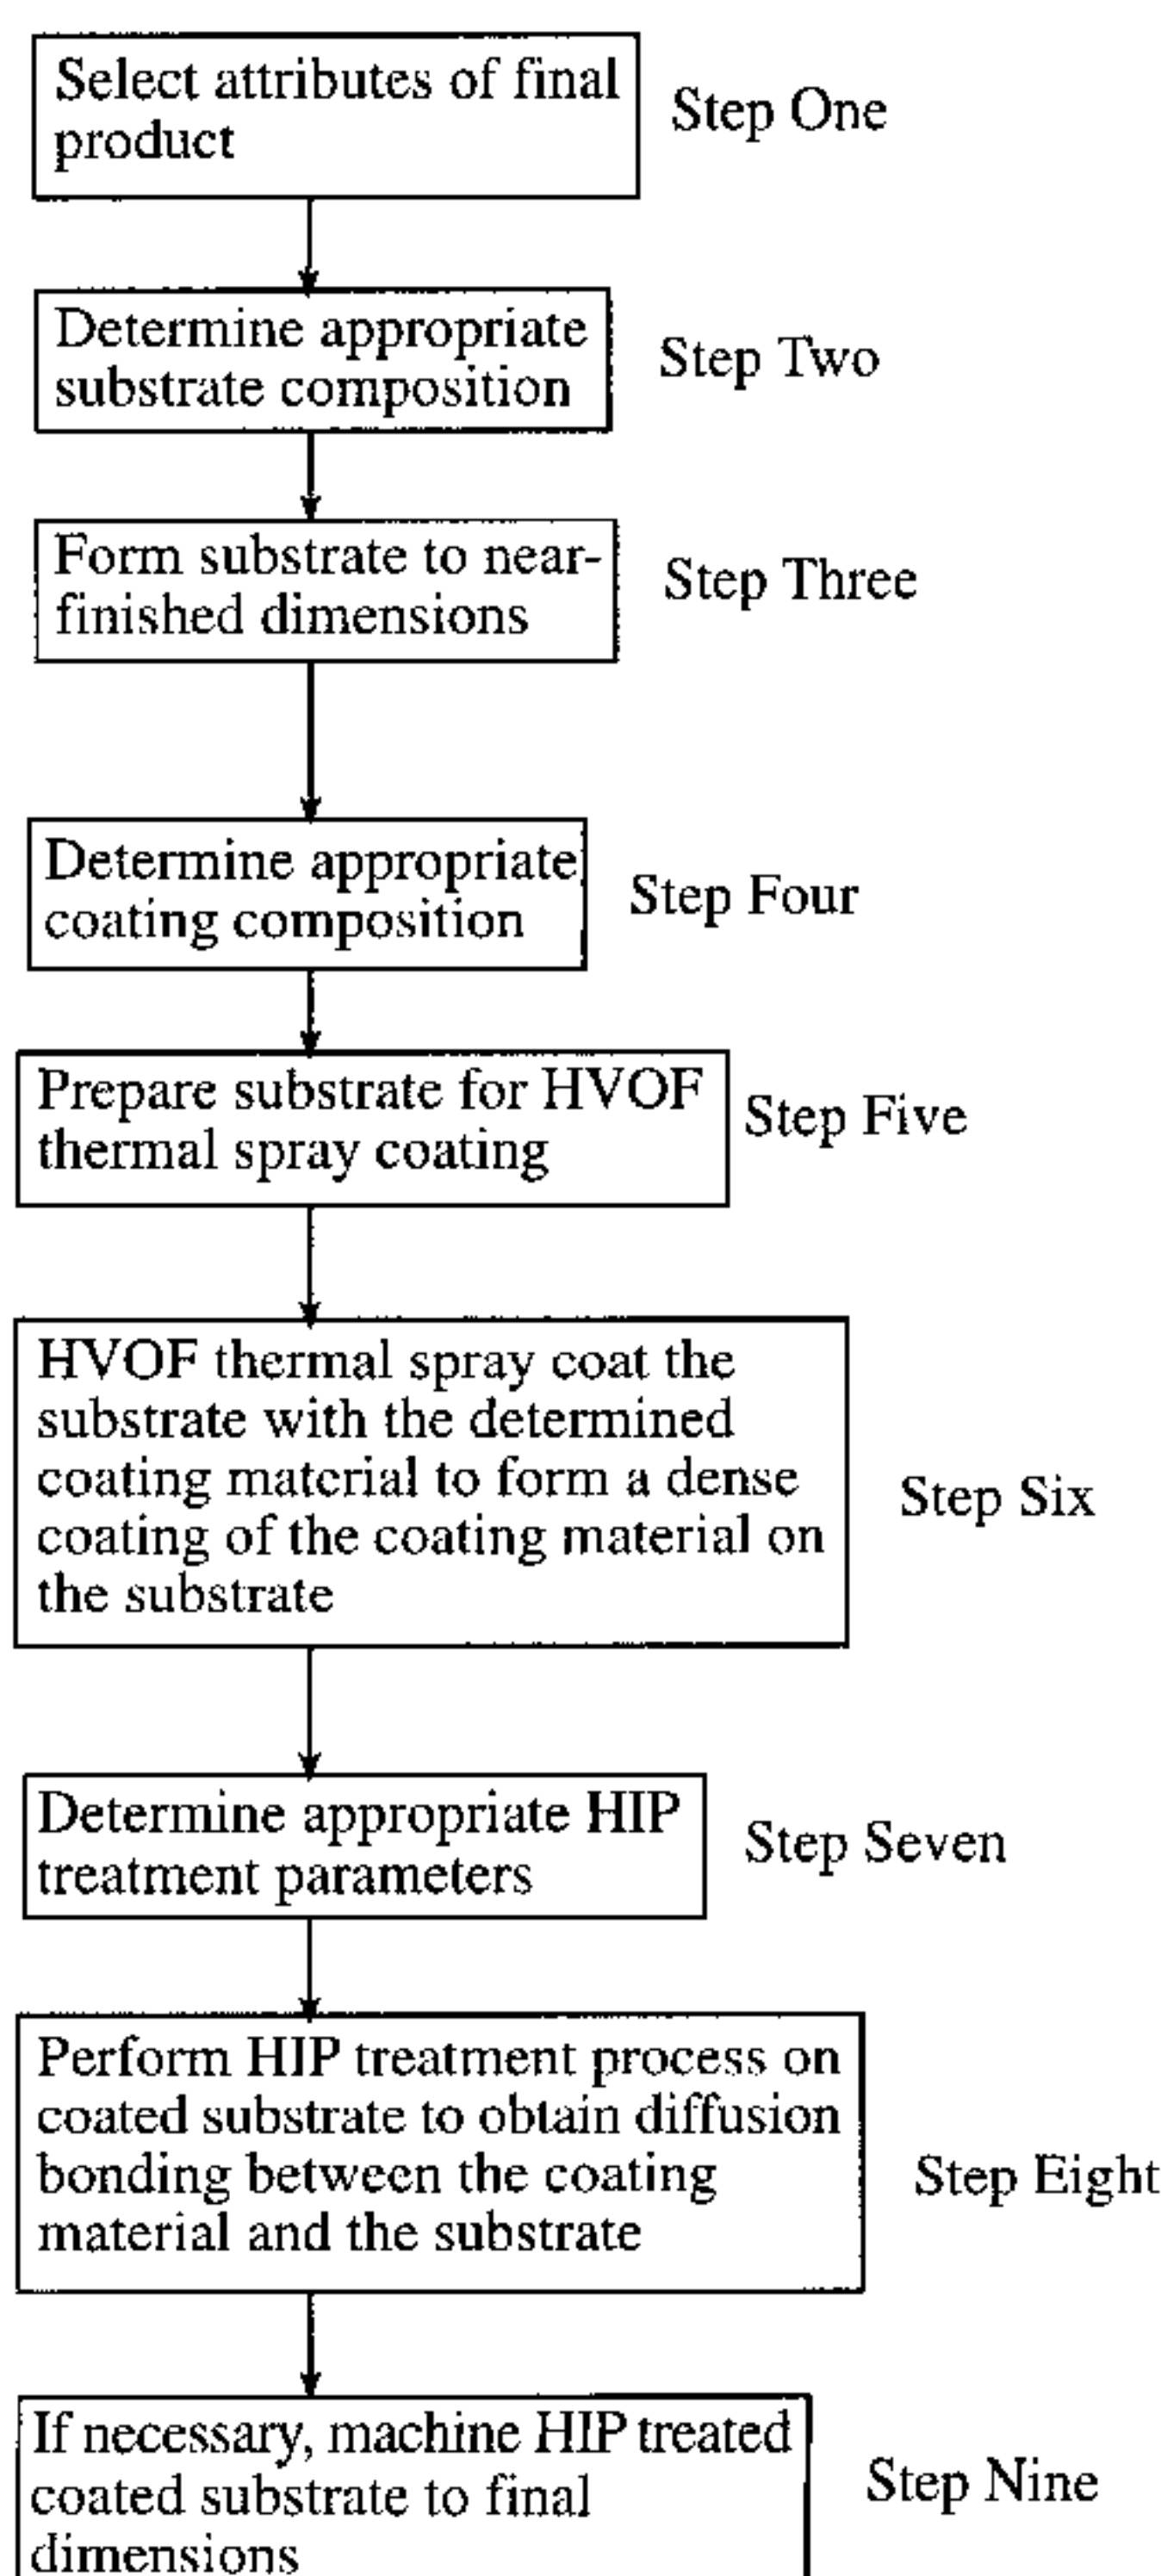 Select attributes of final
product
Step One
Determine appropriate
substrate composition
Step Two
Form substrate to near-
finished dimensions
Step Three
Determine appropriate
coating composition
Step Four
Prepare substrate for HVOF
thermal spray coating
Step Five
HVOF thermal spray coat the
substrate with the determined
coating material to form a dense
coating of the coating material on
the substrate
Step Six
Determine appropriate HIP
treatment parameters
Step Seven
Perform HIP treatment process on
coated substrate to obtain diffusion
bonding between the coating
material and the substrate
Step Eight
If necessary, machine HIP treated
coated substrate to final
dimensions
Step Nine